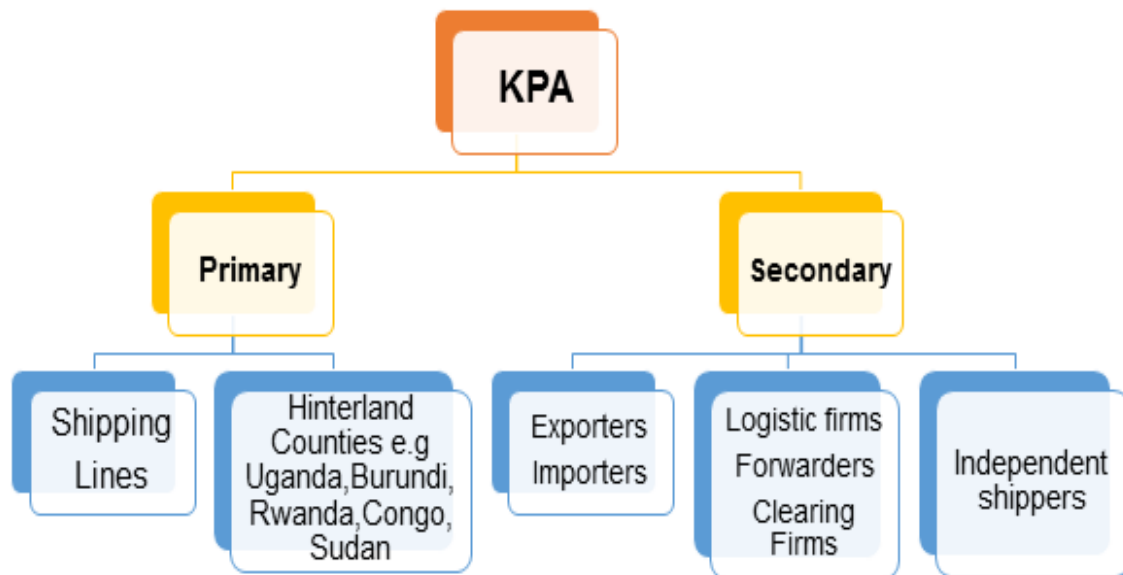 KPA
Primary
Secondary
Shipping
Lines
Hinterland
Counties e.g
Uganda,Burundi,
Rwanda,Congo,
Sudan
Exporters
Importers
Logistic firms
Forwarders
Clearing
Firms
Independent
shippers